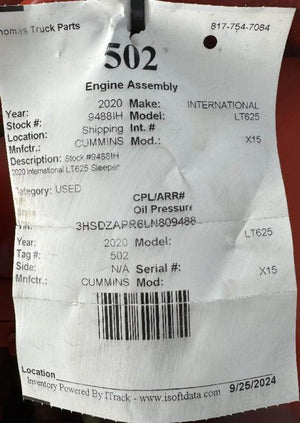 homas Truck Parts 817-754-7084
502
Engine Assembly
Year: 2020 Make: INTERNATIONAL
Stock #: 9488IH Model: LT625
Location: Shipping Int. #:
Mnfctr.: CUMMINS Mod.: X15
Description: Stock #9488IH
2020 International LT625 Sleeper
Category: USED
CPL/ARR#
Oil Pressure
3HSDZAPR6LN809488
Year: 2020 Model: LT625
Tag #: 502
Side: N/A Serial #:
Mnfctr.: CUMMINS Mod: X15
Location
Inventory Powered By ITrack - www.isoftdata.com 9/25/2024